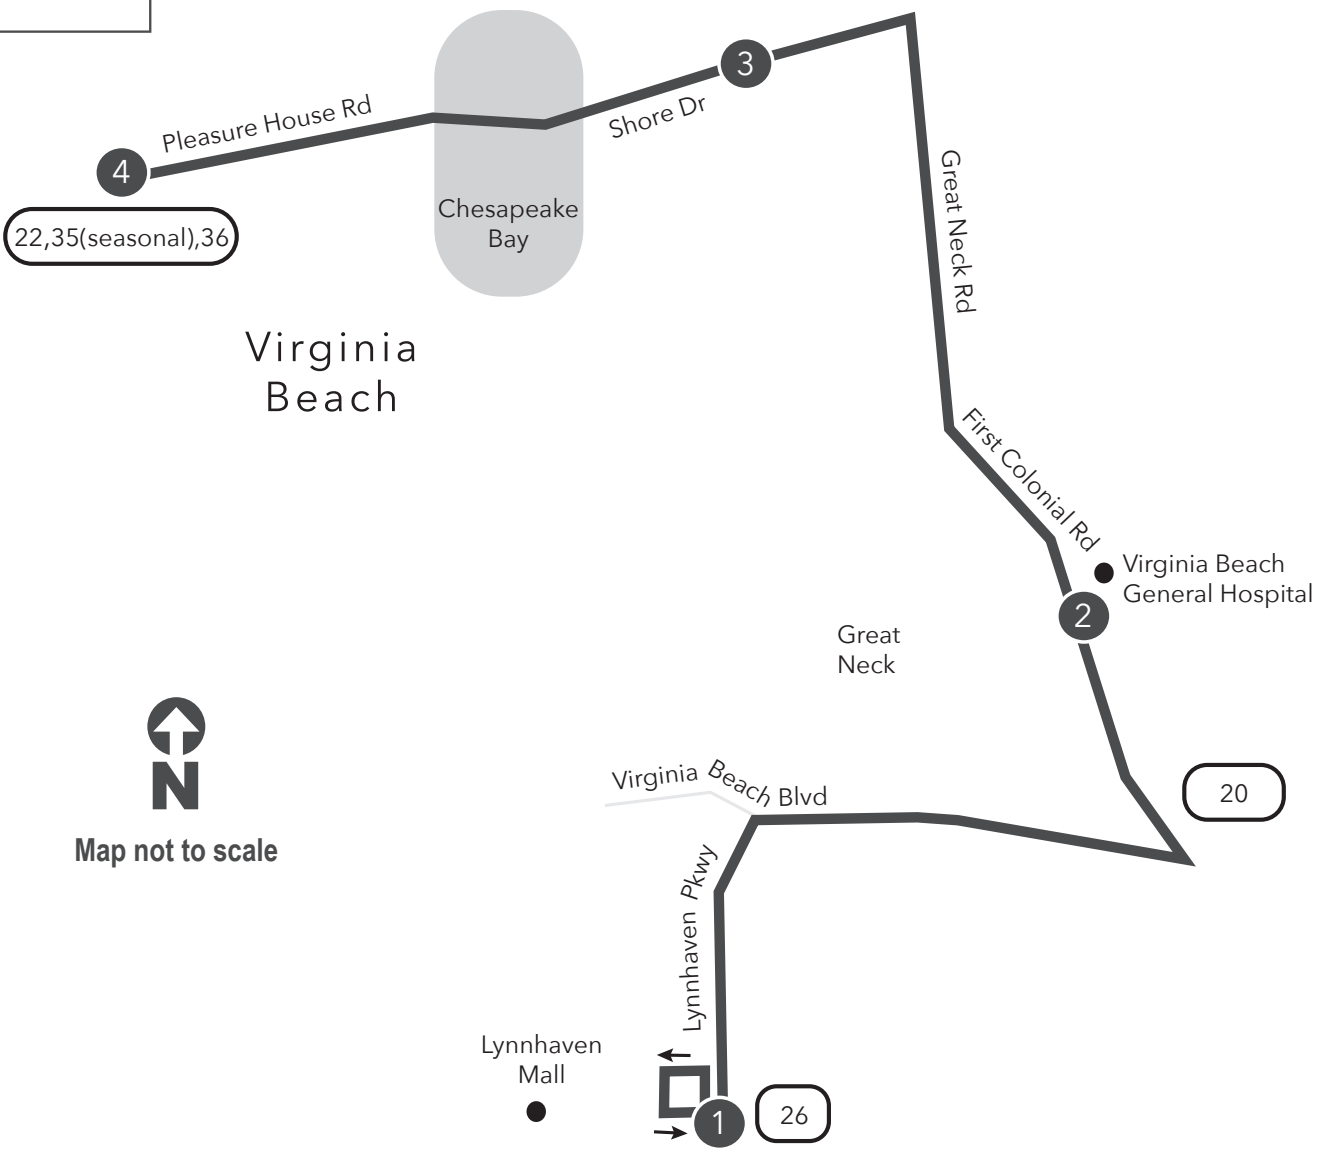 3
Pleasure House Rd
Shore Dr
4
22,35(seasonal),36
Chesapeake
Bay
Great Neck Rd
Virginia
Beach
First Colonial Rd
Virginia Beach
General Hospital
2
Great
Neck
N
Map not to scale
Virginia Beach Blvd
20
Lynnhaven Pkwy
Lynnhaven
Mall
1
26